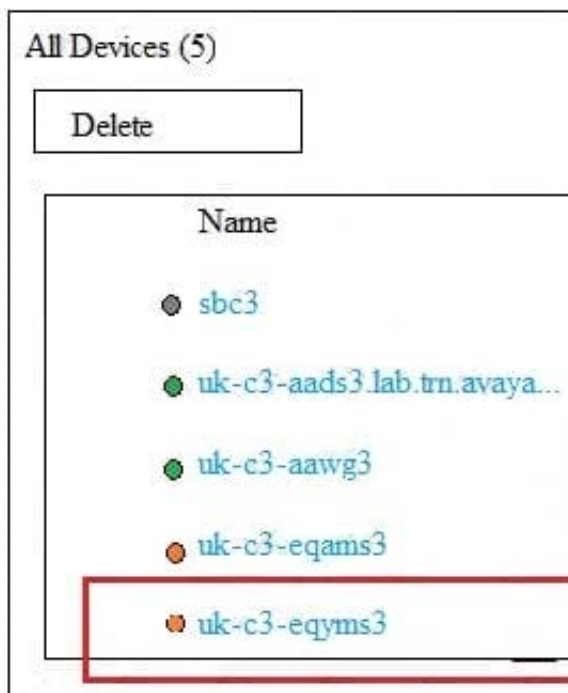 All Devices (5)
Delete
Name
sbc3
uk-c3-aads3.lab.trn.avaya...
uk-c3-aawg3
uk-c3-eqams3
uk-c3-eqyms3